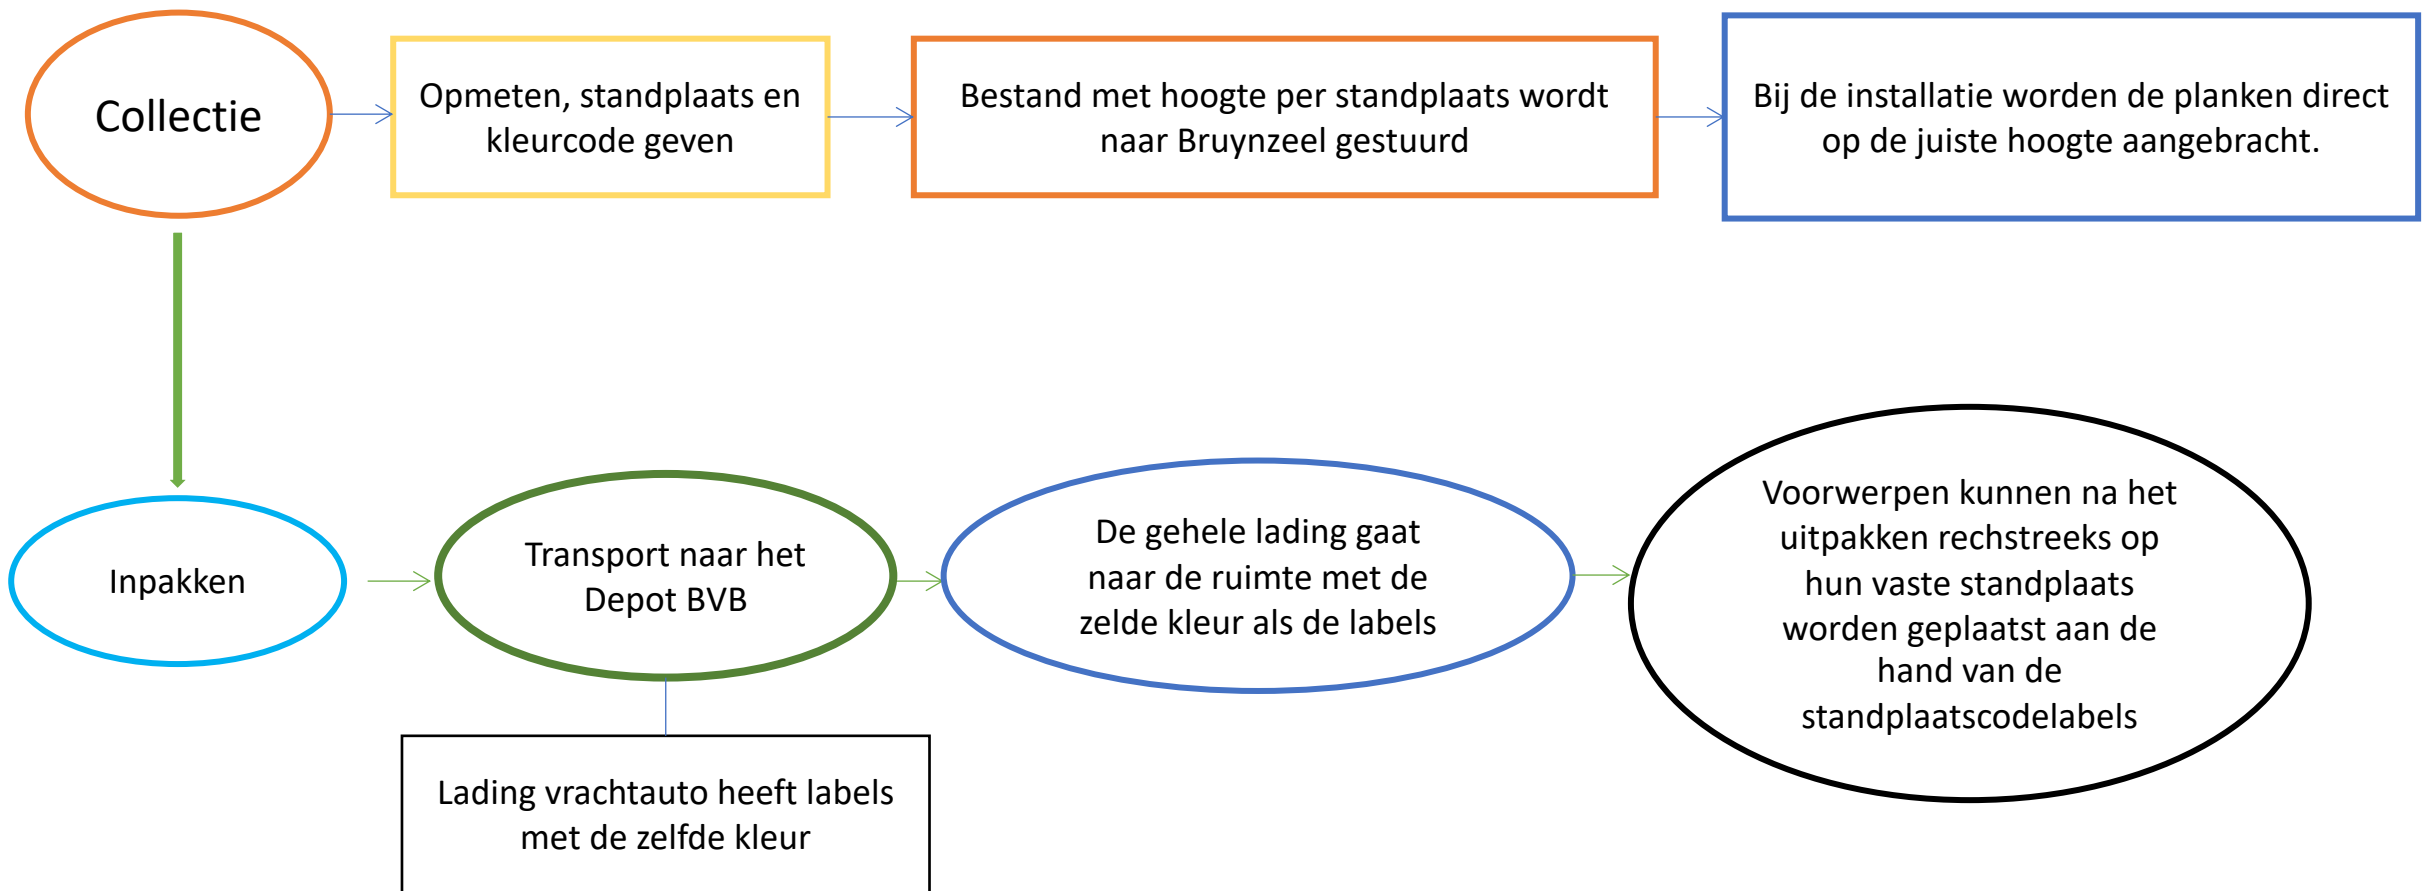 Collectie
Opmeten, standplaats en
kleurcode geven
Bestand met hoogte per standplaats wordt
naar Bruynzeel gestuurd
Bij de installatie worden de planken direct
op de juiste hoogte aangebracht.
Inpakken
Transport naar het
Depot BVB
De gehele lading gaat
naar de ruimte met de
zelde kleur als de labels
Voorwerpen kunnen na het
uitpakken rechstreeks op
hun vaste standplaats
worden geplaatst aan de
hand van de
standplaatscodelabels
Lading vrachtauto heeft labels
met de zelfde kleur